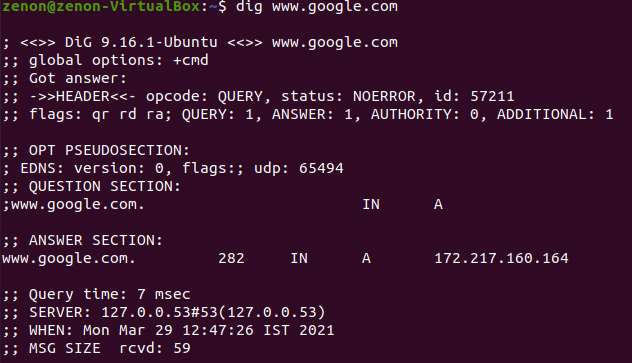 zenon@zenon-VirtualBox:~$ dig www.google.com
; <<>> DiG 9.16.1-Ubuntu <<>> www.google.com
;; global options: +cmd
;; Got answer:
;; ->>HEADER<<- opcode: QUERY, status: NOERROR, id: 57211
;; flags: qr rd ra; QUERY: 1, ANSWER: 1, AUTHORITY: 0, ADDITIONAL: 1
;; OPT PSEUDOSECTION:
; EDNS: version: 0, flags:; udp: 65494
;; QUESTION SECTION:
;www.google.com. IN A
;; ANSWER SECTION:
www.google.com. 282 IN A 172.217.160.164
;; Query time: 7 msec
;; SERVER: 127.0.0.53#53(127.0.0.53)
;; WHEN: Mon Mar 29 12:47:26 IST 2021
;; MSG SIZE rcvd: 59